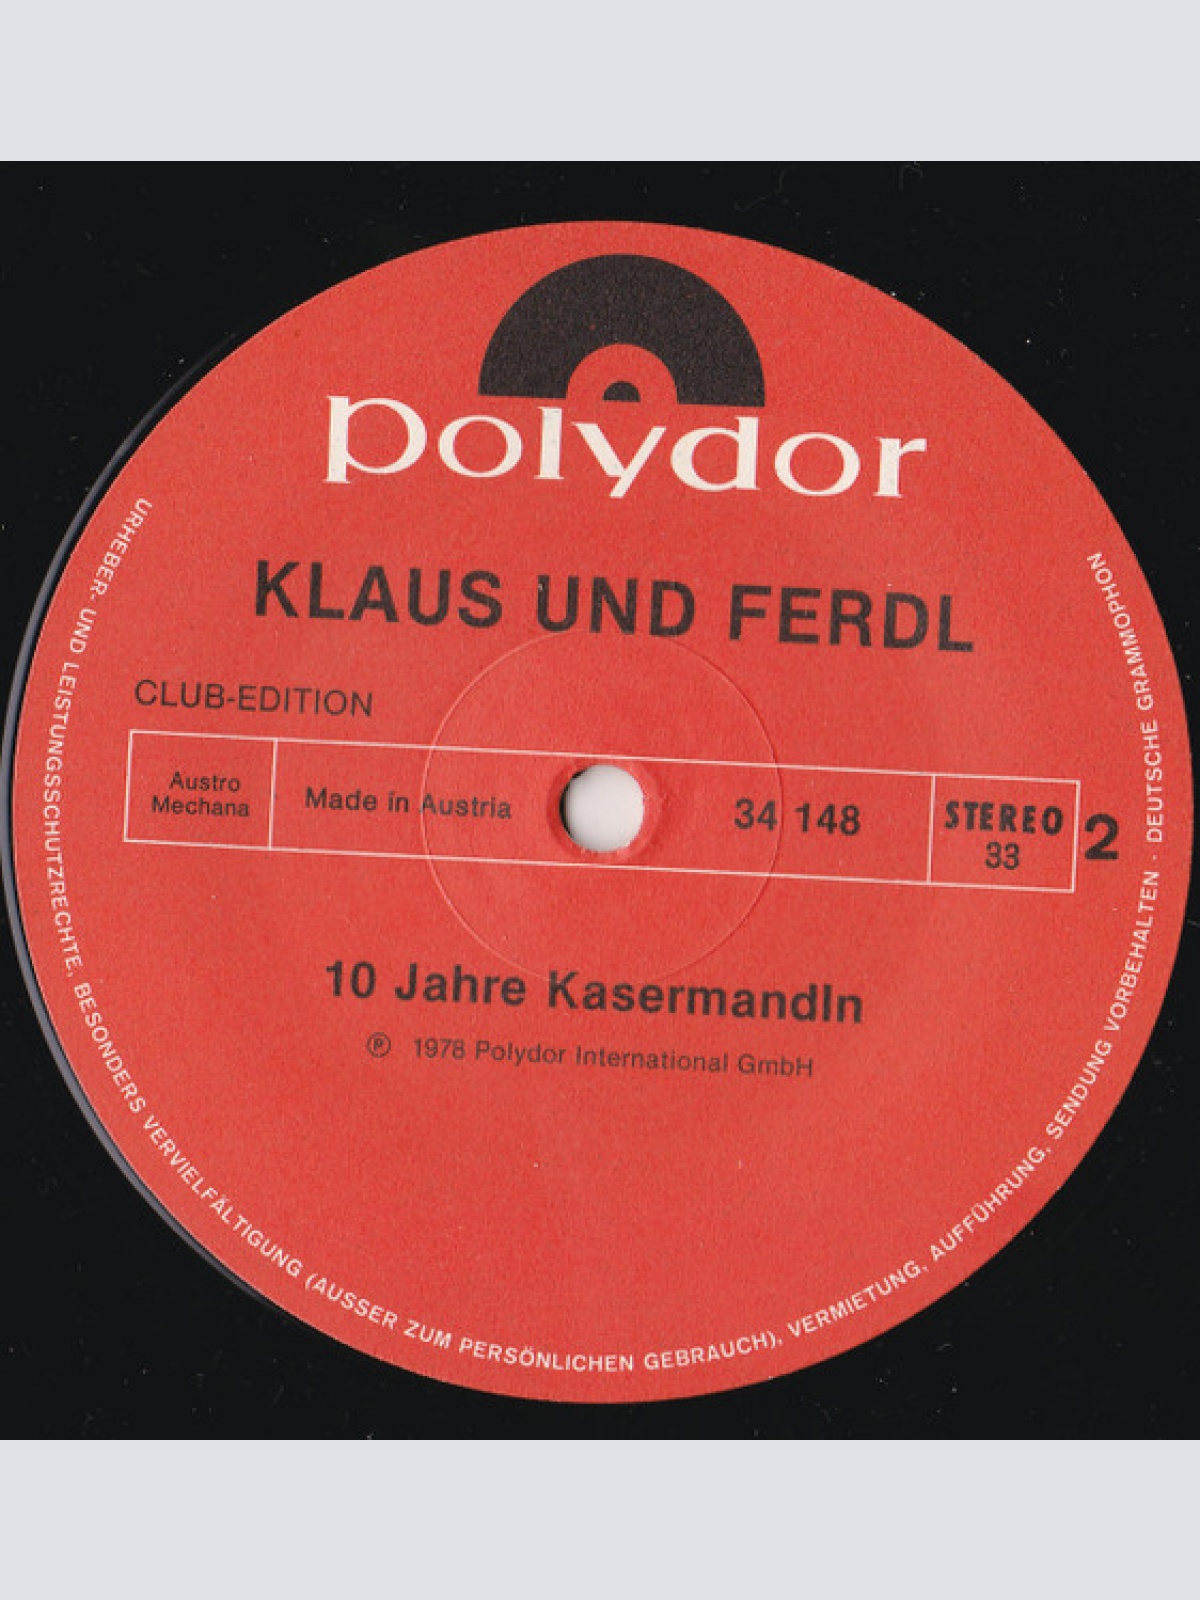 polydor
KLAUS UND FERDL
CLUB-EDITION
Austro
Mechana
Made in Austria
34 148
STEREO
33
2
10 Jahre Kasermandln
℗ 1978 Polydor International GmbH
URHEBER- UND LEISTUNGSSCHUTZRECHTE, BESONDERS VERVIELFÄLTIGUNG (AUSSER ZUM PERSÖNLICHEN GEBRAUCH), VERMIETUNG, AUFFÜHRUNG, SENDUNG VORBEHALTEN · DEUTSCHE GRAMMOPHON